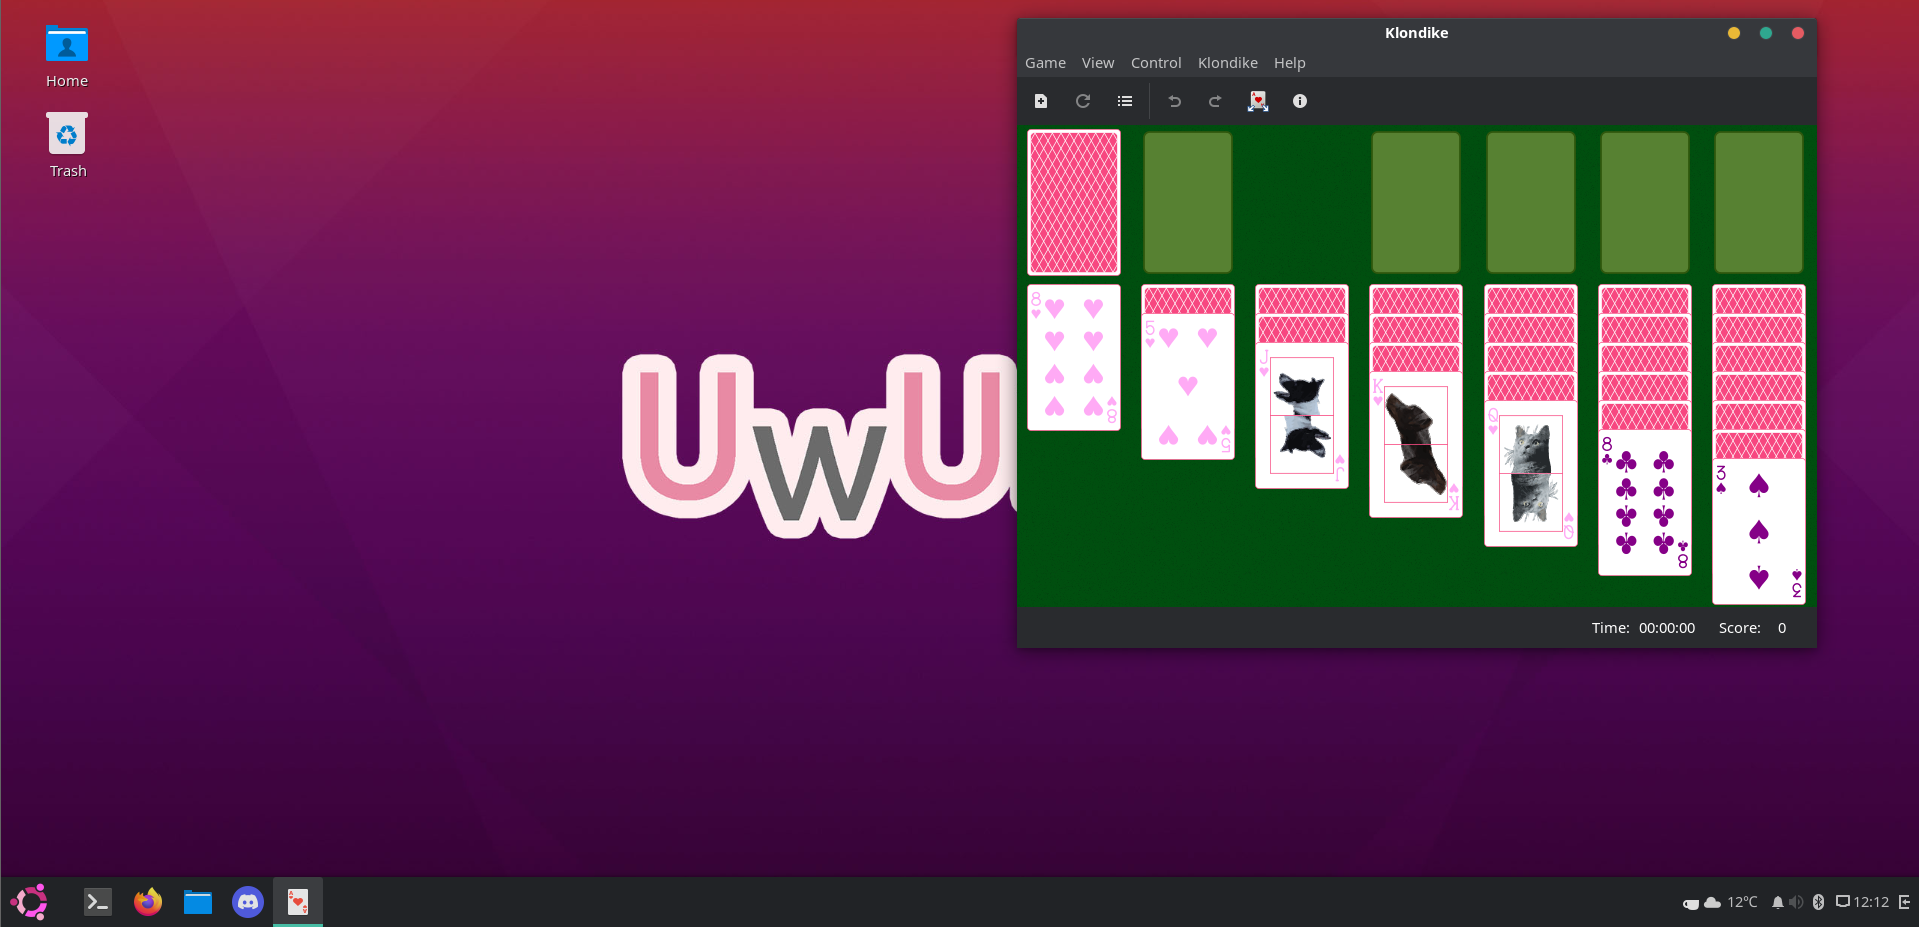 Home
Trash
UwU
Klondike
Game View Control Klondike Help
8 8
5 5
J J
K K
Q Q
8 8
3 3
Time: 00:00:00 Score: 0
12°C 12:12